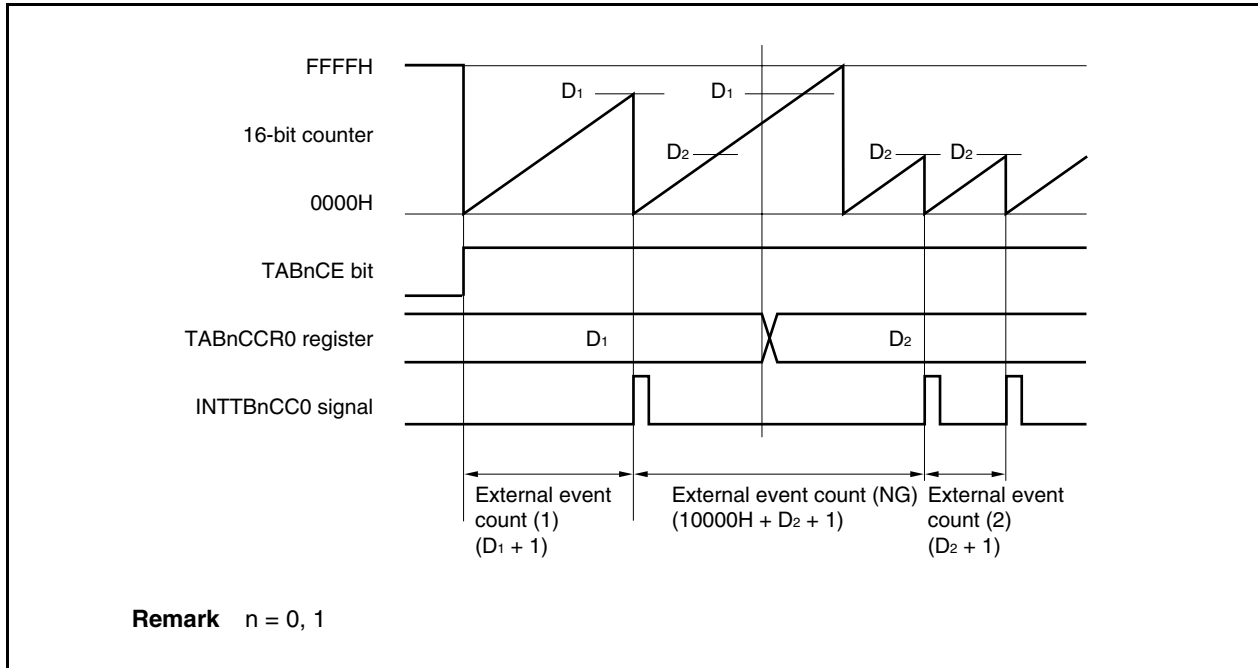 FFFFH
D1
D1
16-bit counter
D2
D2
D2
0000H
TABnCE bit
TABnCCR0 register
D1
D2
INTTBnCC0 signal
External event
count (1)
(D1 + 1)
External event count (NG)
(10000H + D2 + 1)
External event
count (2)
(D2 + 1)
Remark n = 0, 1